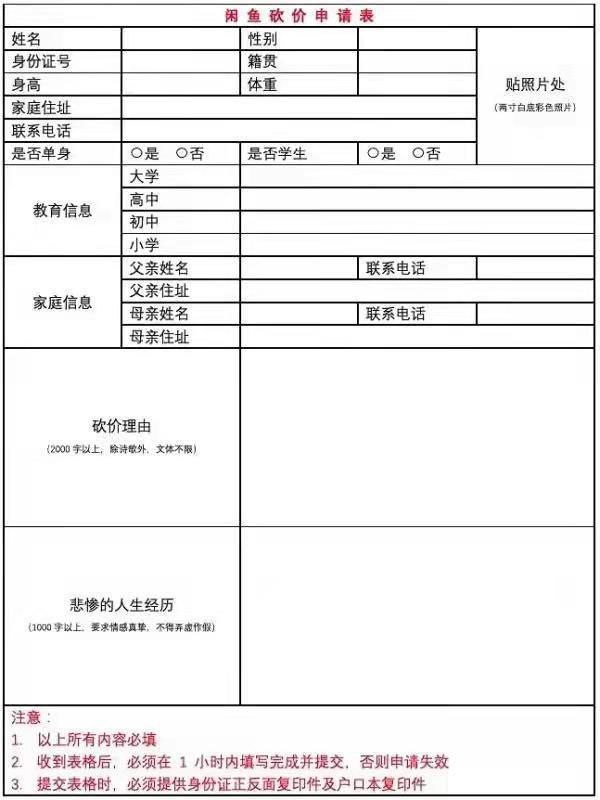 闲鱼砍价申请表
姓名 性别
身份证号 籍贯
身高 体重
贴照片处
(两寸白底彩色照片)
家庭住址
联系电话
是否单身 ○是 ○否 是否学生 ○是 ○否
教育信息
大学
高中
初中
小学
家庭信息
父亲姓名 联系电话
父亲住址
母亲姓名 联系电话
母亲住址
砍价理由
(2000字以上，除诗歌外，文体不限)
悲惨的人生经历
(1000字以上，要求情感真挚，不得弄虚作假)
注意：
1. 以上所有内容必填
2. 收到表格后，必须在 1 小时内填写完成并提交，否则申请失效
3. 提交表格时，必须提供身份证正反面复印件及户口本复印件